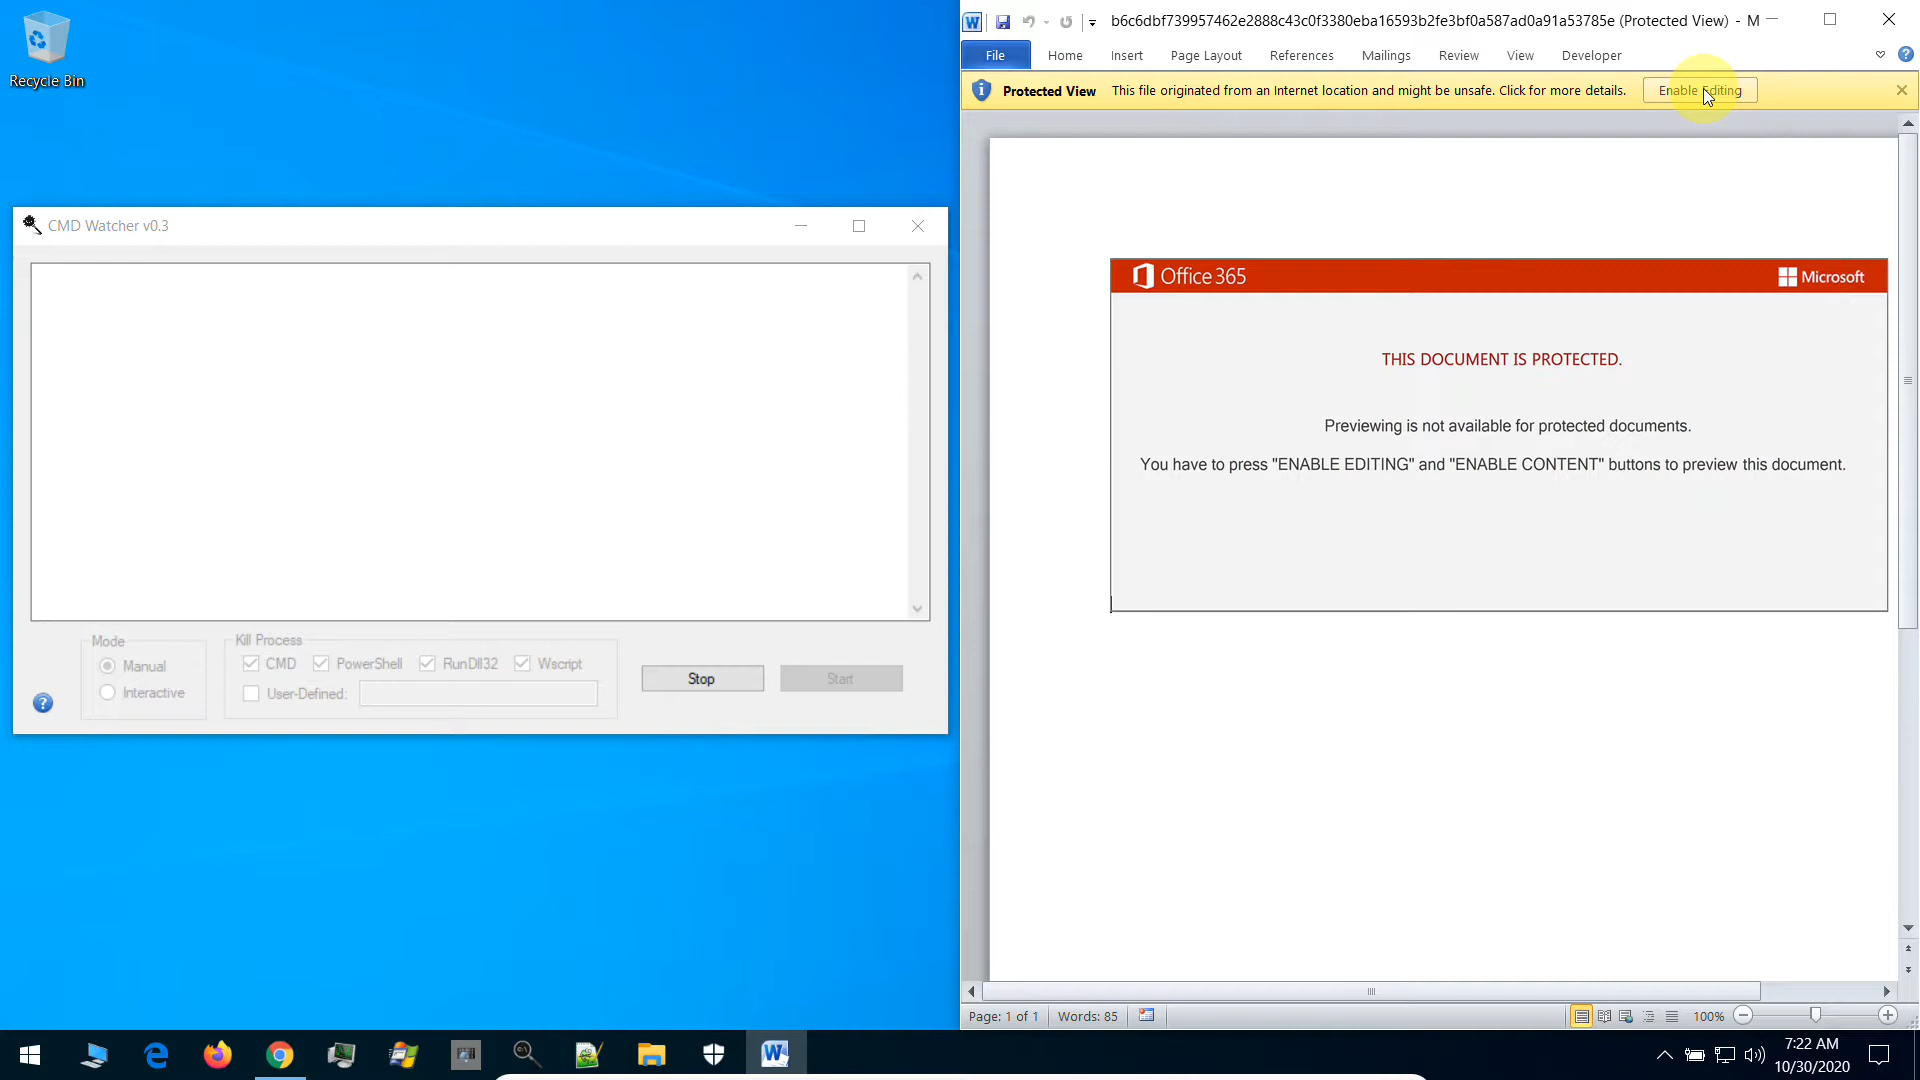 Recycle Bin
CMD Watcher v0.3
Mode
Manual
Interactive
Kill Process
CMD
PowerShell
RunDll32
Wscript
User-Defined:
Stop
Start
b6c6dbf739957462e2888c43c0f3380eba16593b2fe3bf0a587ad0a91a53785e (Protected View) - M
File
Home
Insert
Page Layout
References
Mailings
Review
View
Developer
Protected View This file originated from an Internet location and might be unsafe. Click for more details.
Enable Editing
Office 365
Microsoft
THIS DOCUMENT IS PROTECTED.
Previewing is not available for protected documents.
You have to press "ENABLE EDITING" and "ENABLE CONTENT" buttons to preview this document.
Page: 1 of 1
Words: 85
100%
7:22 AM
10/30/2020